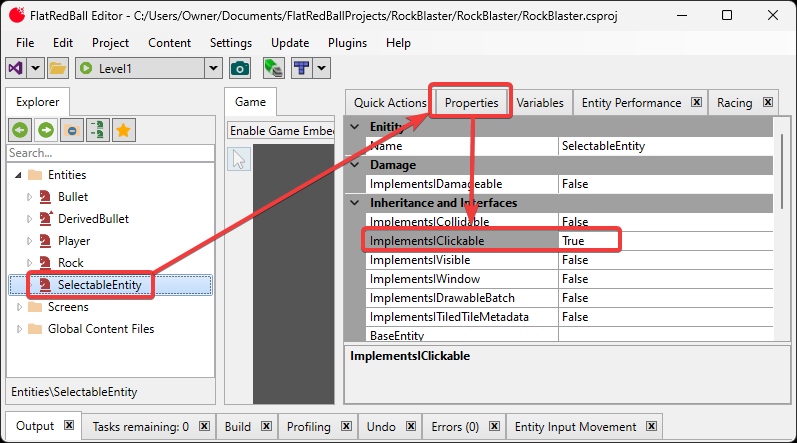 FlatRedBall Editor - C:/Users/Owner/Documents/FlatRedBallProjects/RockBlaster/RockBlaster/RockBlaster.csproj
File Edit Project Content Settings Update Plugins Help
Level1
Explorer
Search...
Entities
Bullet
DerivedBullet
Player
Rock
SelectableEntity
Screens
Global Content Files
Entities\SelectableEntity
Game
Enable Game Embe
Quick Actions Properties Variables Entity Performance Racing
Entitiy
Name SelectableEntity
Damage
ImplementsIDamageable False
Inheritance and Interfaces
ImplementsICollidable False
ImplementsIClickable True
ImplementsIVisible False
ImplementsIWindow False
ImplementsIDrawableBatch False
ImplementsITiledTileMetadata False
BaseEntity
ImplementsIClickable
Output Tasks remaining: 0 Build Profiling Undo Errors (0) Entity Input Movement